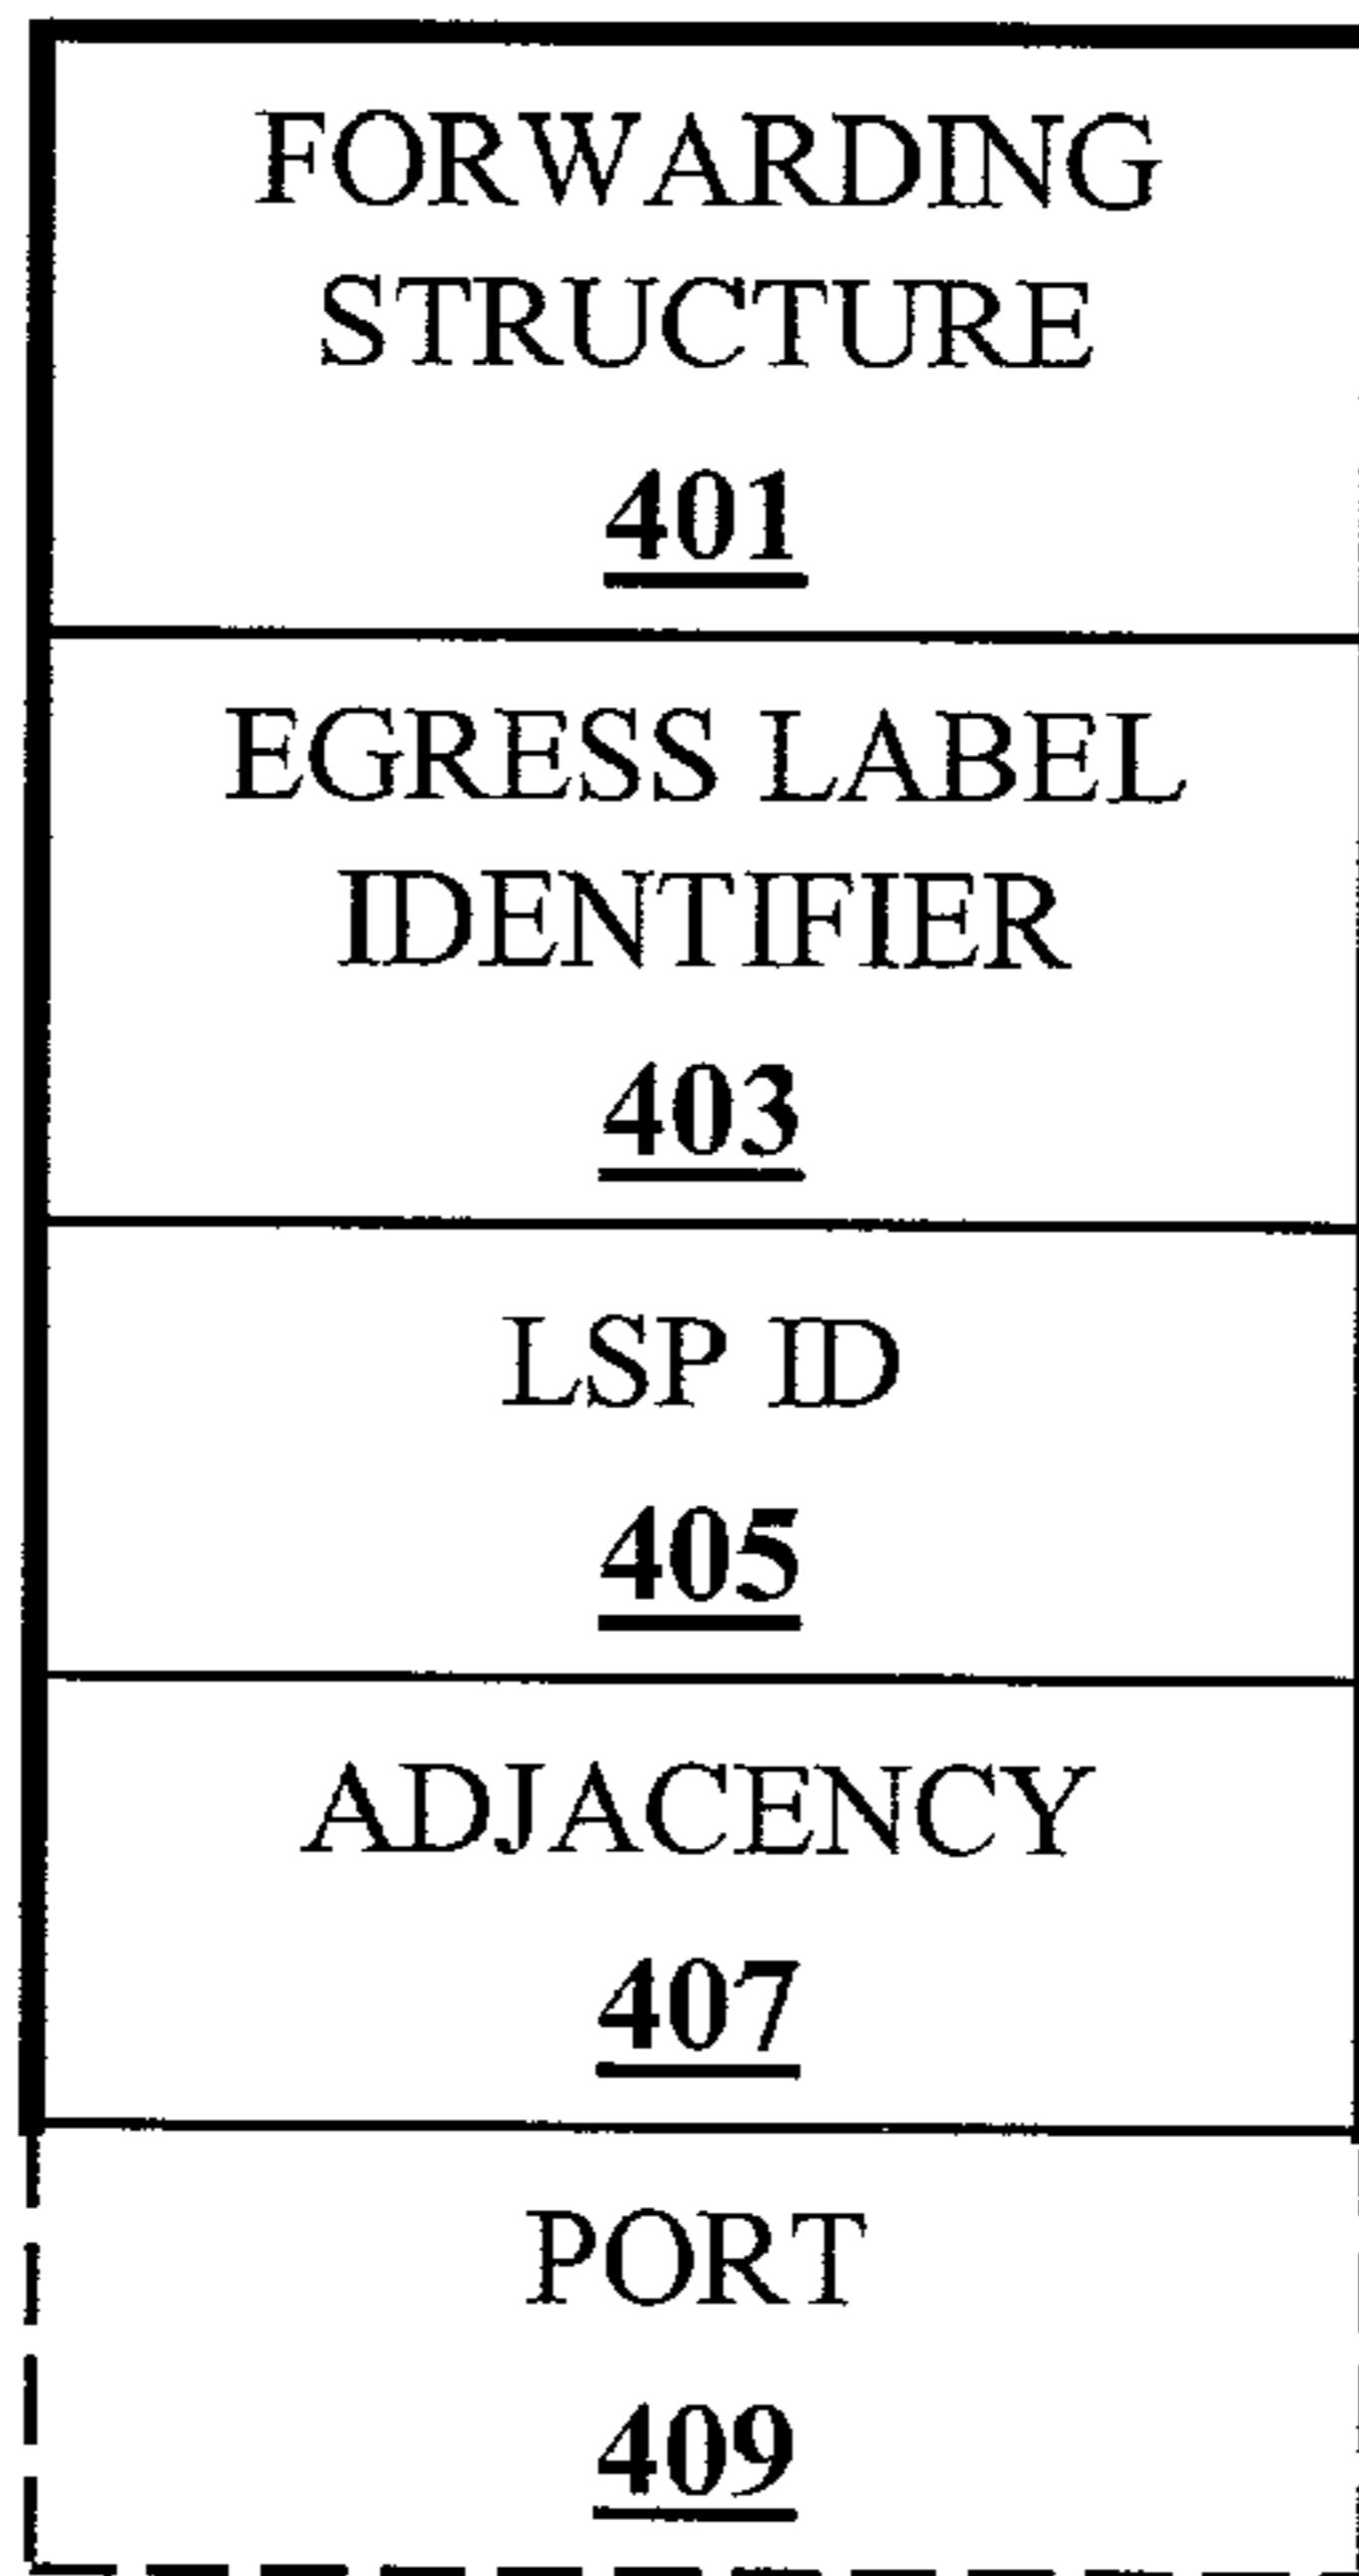 FORWARDING
STRUCTURE
401
EGRESS LABEL
IDENTIFIER
403
LSP ID
405
ADJACENCY
407
PORT
409